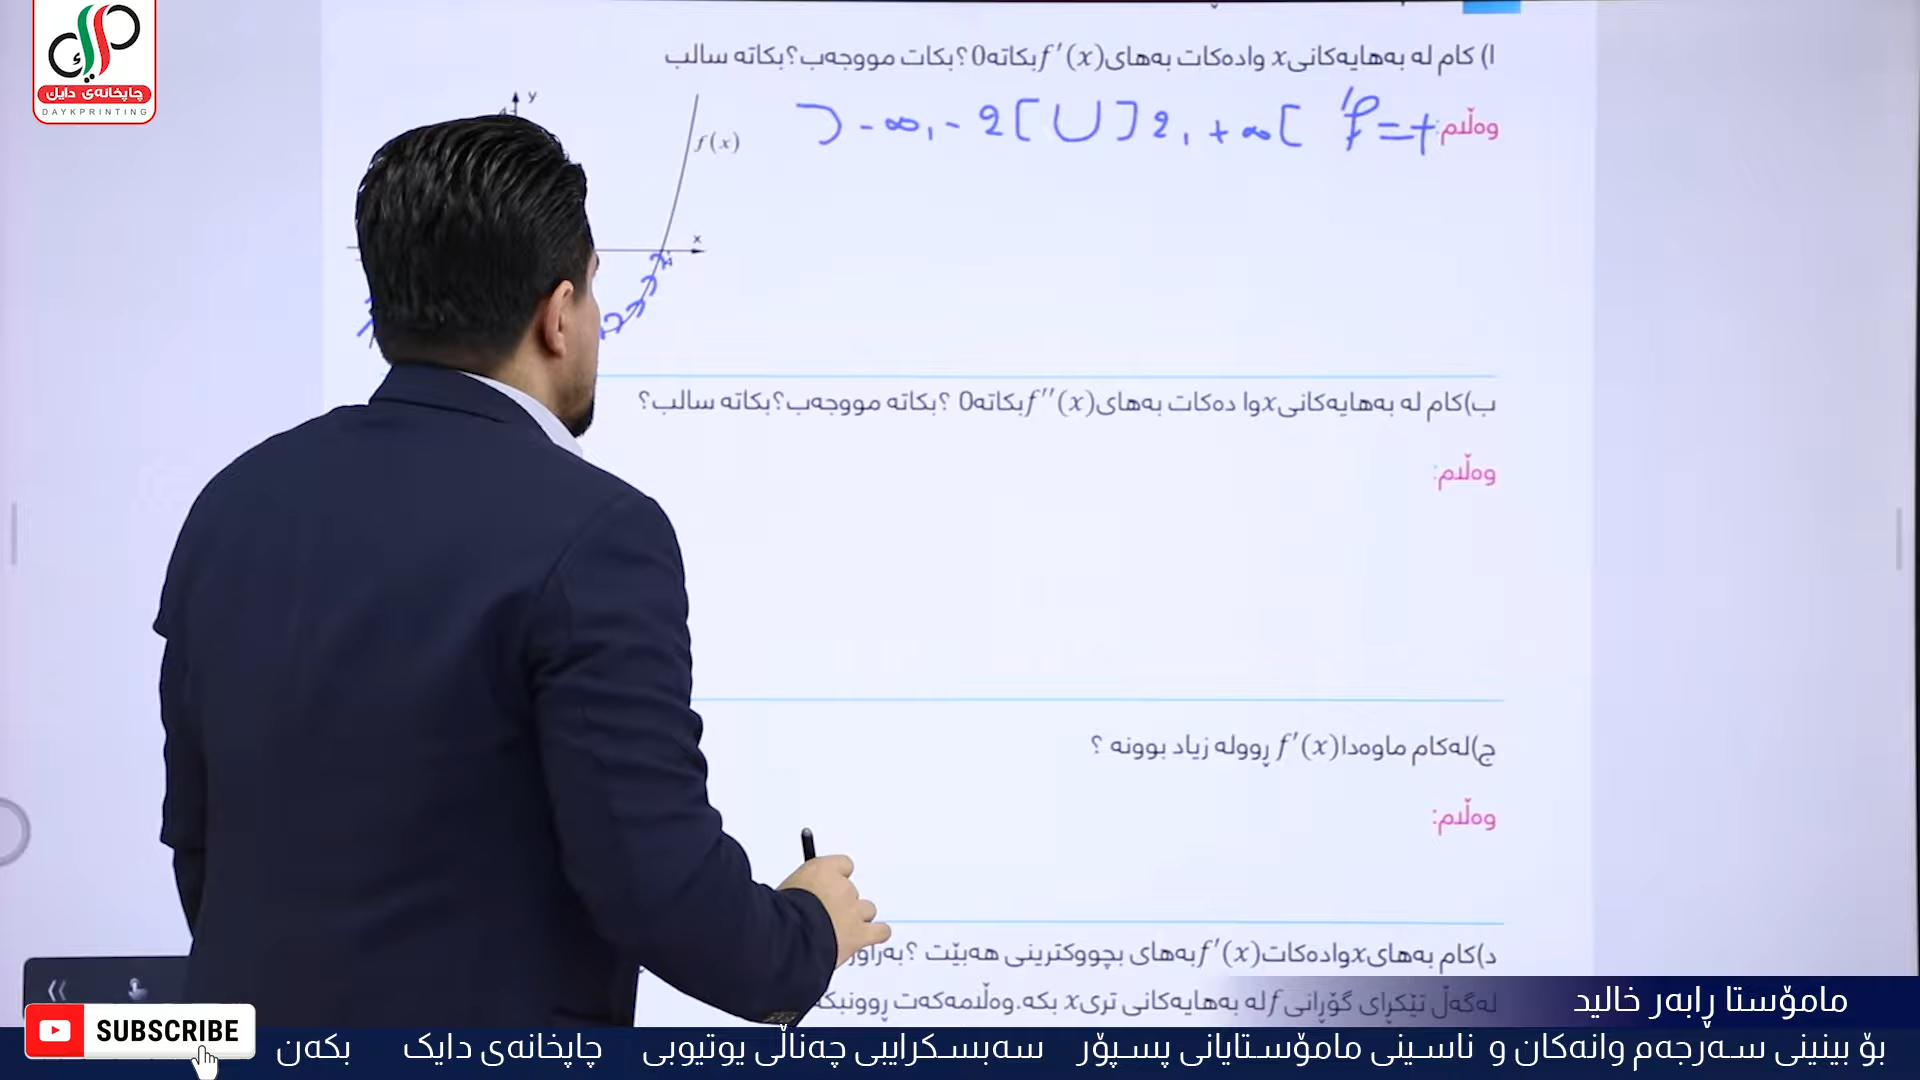 چاپخانەی دایك
DAYKPRINTING
ا) کام لە بەهایەکانی x وادەکات بەهای f′(x) بکاتە 0 ؟بکات مووجەب؟بکاتە سالب
y
f(x)
x
وەڵام: f′=+ ]-∞, -2[ ∪ ]2, +∞[
ب)کام لە بەهایەکانی x وا دەکات بەهای f″(x) بکاتە 0 ؟بکاتە مووجەب؟بکاتە سالب؟
وەڵام:
ج)لەکام ماوەدا f′(x) ڕوولە زیاد بوونە ؟
وەڵام:
د)کام بەهای x وادەکات f′(x) بەهای بچووکترینی هەبێت ؟
لەگەڵ تێکڕای گۆڕانی f لە بەهایەکانی تری x بکە.وەڵامەکەت ڕوونبکە
مامۆستا ڕابەر خالید
SUBSCRIBE
بۆ بینینی سەرجەم وانەکان و ناسینی مامۆستایانی پسپۆر سەبسکرایبی چەناڵی یوتیوبی چاپخانەی دایک بکەن